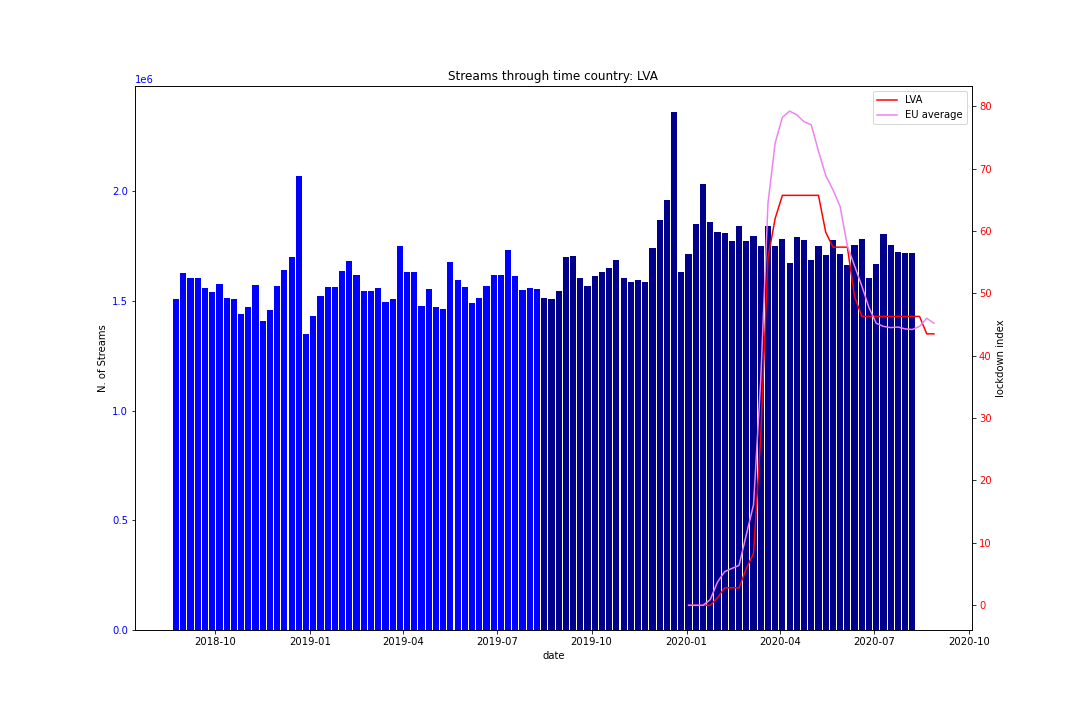 Streams through time country: LVA
1e6
LVA
EU average
2.0
1.5
1.0
0.5
0.0
N. of Streams
80
70
60
50
40
30
20
10
0
lockdown index
2018-10 2019-01 2019-04 2019-07 2019-10 2020-01 2020-04 2020-07 2020-10
date